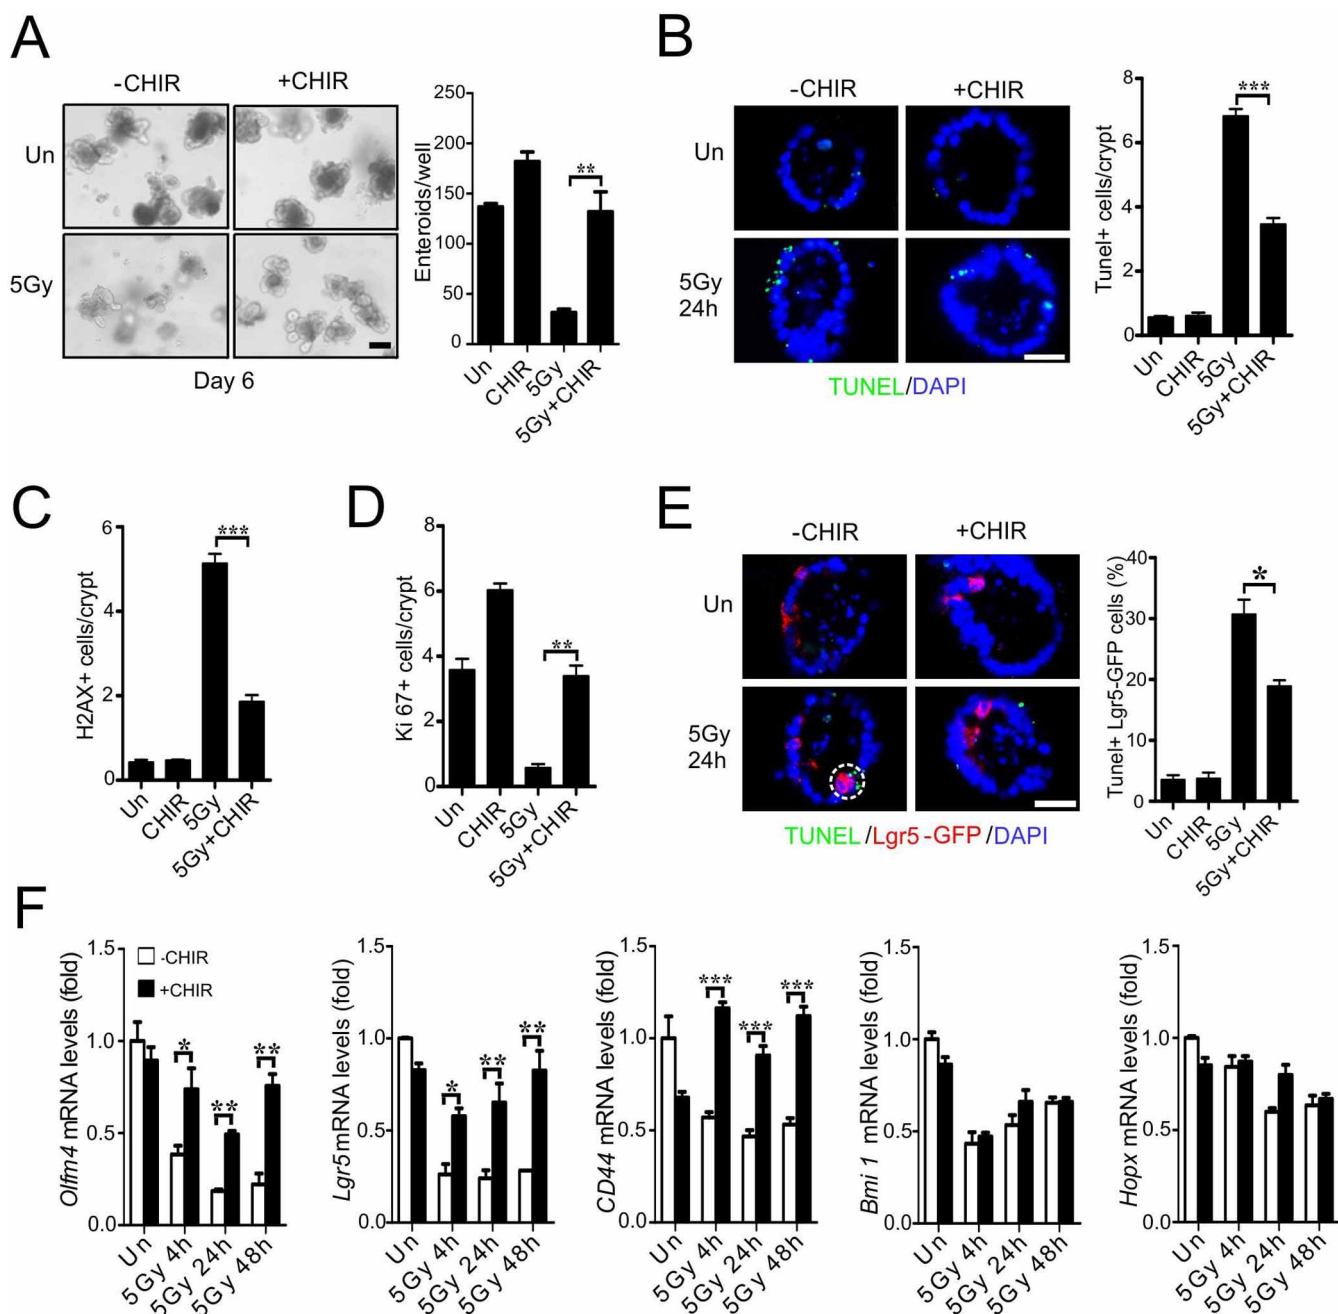 A
-CHIR
+CHIR
Un
5Gy
Day 6
Enteroids/well
250
200
150
100
50
0
**
Un
CHIR
5Gy
5Gy+CHIR
B
-CHIR
+CHIR
Un
5Gy
24h
TUNEL/DAPI
Tunel+ cells/crypt
8
6
4
2
0
***
Un
CHIR
5Gy
5Gy+CHIR
C
H2AX+ cells/crypt
6
4
2
0
***
Un
CHIR
5Gy
5Gy+CHIR
D
Ki 67+ cells/crypt
8
6
4
2
0
**
Un
CHIR
5Gy
5Gy+CHIR
E
-CHIR
+CHIR
Un
5Gy
24h
TUNEL /Lgr5 -GFP /DAPI
Tunel+ Lgr5-GFP cells (%)
40
30
20
10
0
*
Un
CHIR
5Gy
5Gy+CHIR
F
Olfm4 mRNA levels (fold)
1.5
1.0
0.5
0.0
-CHIR
+CHIR
*
**
**
Un
5Gy 4h
5Gy 24h
5Gy 48h
Lgr5 mRNA levels (fold)
1.5
1.0
0.5
0.0
*
**
**
Un
5Gy 4h
5Gy 24h
5Gy 48h
CD44 mRNA levels (fold)
1.5
1.0
0.5
0.0
***
***
***
Un
5Gy 4h
5Gy 24h
5Gy 48h
Bmi 1 mRNA levels (fold)
1.5
1.0
0.5
0.0
Un
5Gy 4h
5Gy 24h
5Gy 48h
Hopx mRNA levels (fold)
1.5
1.0
0.5
0.0
Un
5Gy 4h
5Gy 24h
5Gy 48h